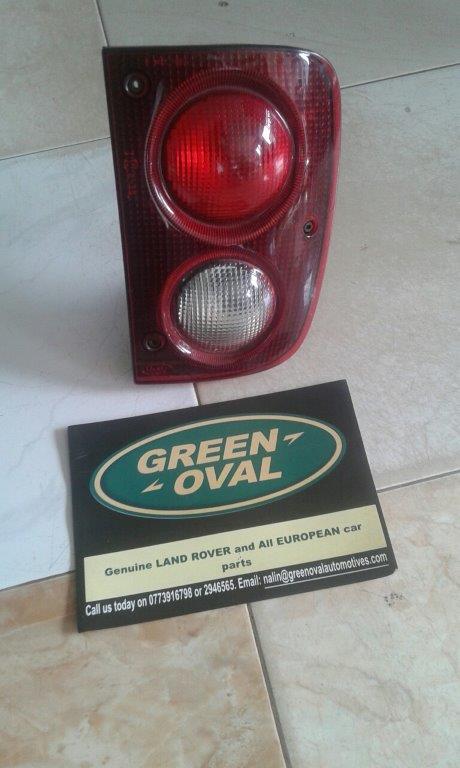 GREEN
OVAL
Genuine LAND ROVER and All EUROPEAN car
parts
Call us today on 0773916798 or 2946565. Email: nalin@greenovalautomotives.com